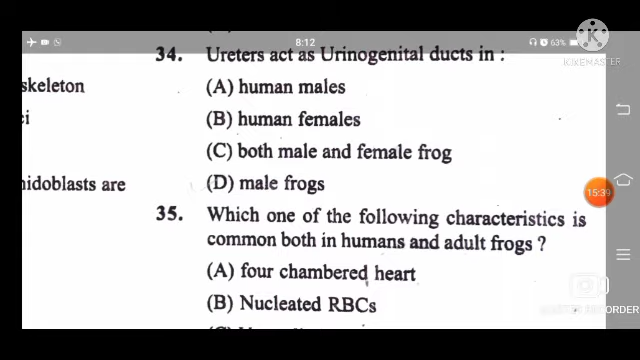 8:12
63%
KINEMASTER
34. Ureters act as Urinogenital ducts in :
skeleton
(A) human males
ci
(B) human females
(C) both male and female frog
nidoblasts are
(D) male frogs
15:39
35. Which one of the following characteristics is
common both in humans and adult frogs ?
(A) four chambered heart
(B) Nucleated RBCs
RECORDER